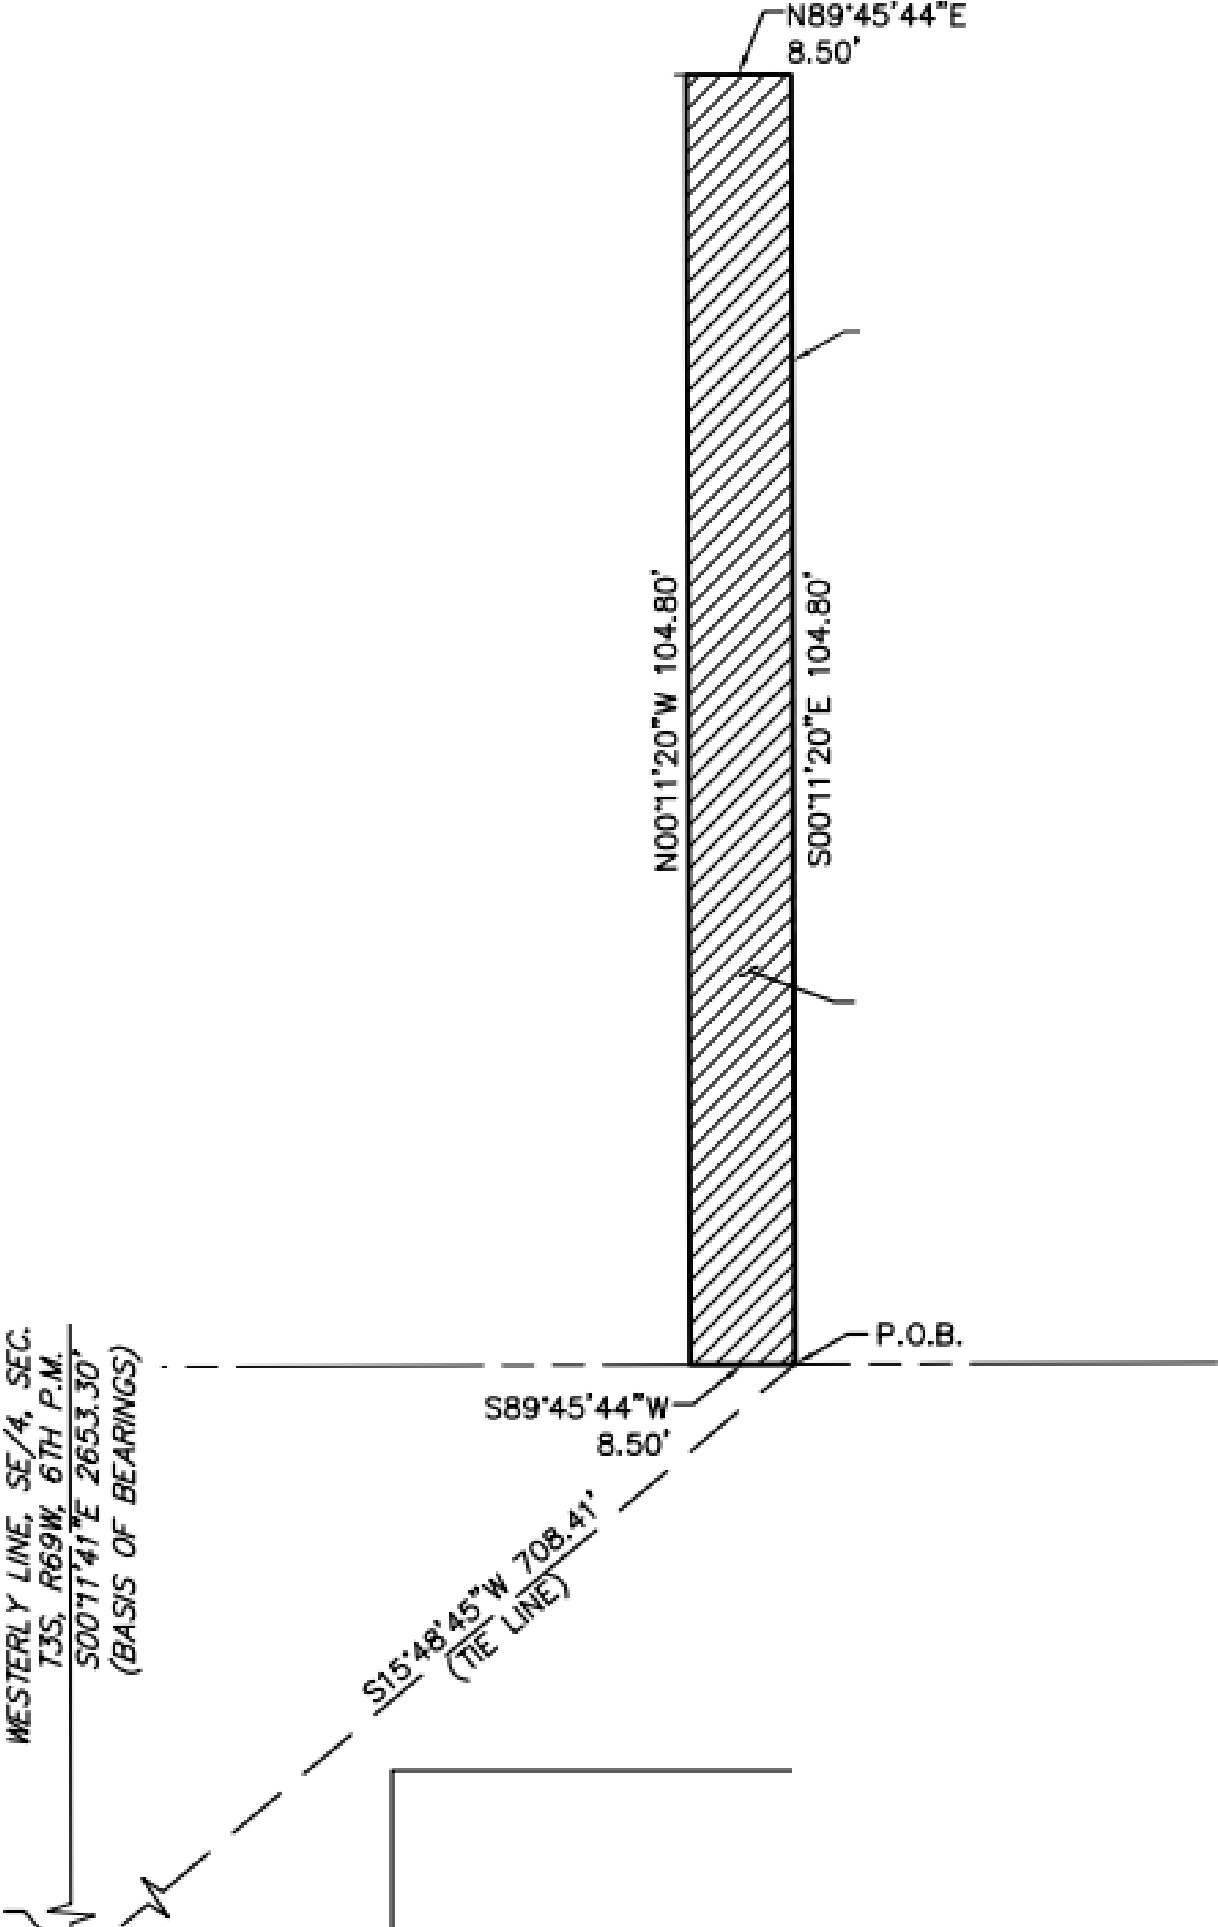 N89°45'44"E
8.50'
N00°11'20"W 104.80'
S00°11'20"E 104.80'
P.O.B.
S89°45'44"W
8.50'
WESTERLY LINE, SE/4, SEC.
T3S, R69W, 6TH P.M.
S00°11'41"E 2653.30'
(BASIS OF BEARINGS)
S15°48'45"W 708.41'
(TIE LINE)